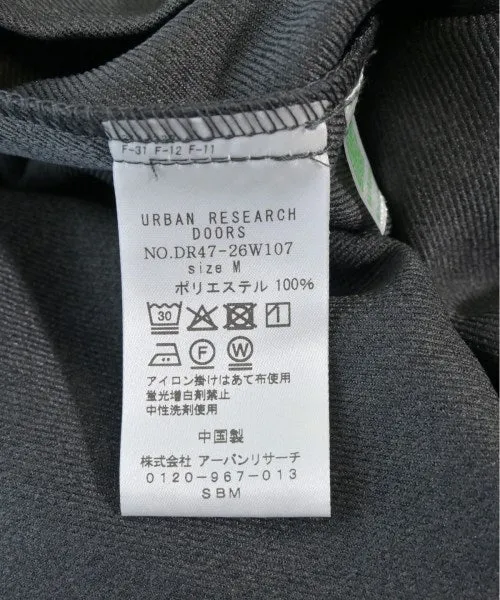 F-31 F-12 F-11
URBAN RESEARCH
DOORS
NO.DR47-26W107
size M
ポリエステル 100%
30
F W
アイロン掛けはあて布使用
蛍光増白剤禁止
中性洗剤使用
中国製
株式会社 アーバンリサーチ
0120-967-013
SBM